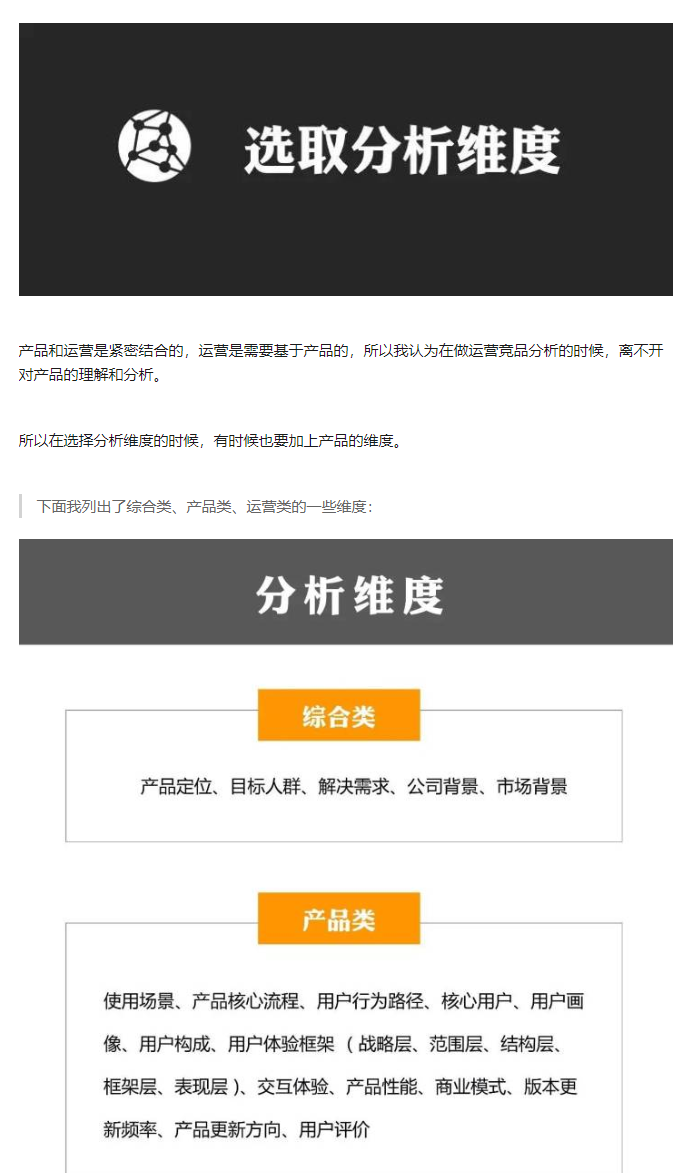 选取分析维度
产品和运营是紧密结合的，运营是需要基于产品的，所以我认为在做运营竞品分析的时候，离不开
对产品的理解和分析。
所以在选择分析维度的时候，有时候也要加上产品的维度。
下面我列出了综合类、产品类、运营类的一些维度：
分析维度
综合类
产品定位、目标人群、解决需求、公司背景、市场背景
产品类
使用场景、产品核心流程、用户行为路径、核心用户、用户画
像、用户构成、用户体验框架（战略层、范围层、结构层、
框架层、表现层）、交互体验、产品性能、商业模式、版本更
新频率、产品更新方向、用户评价